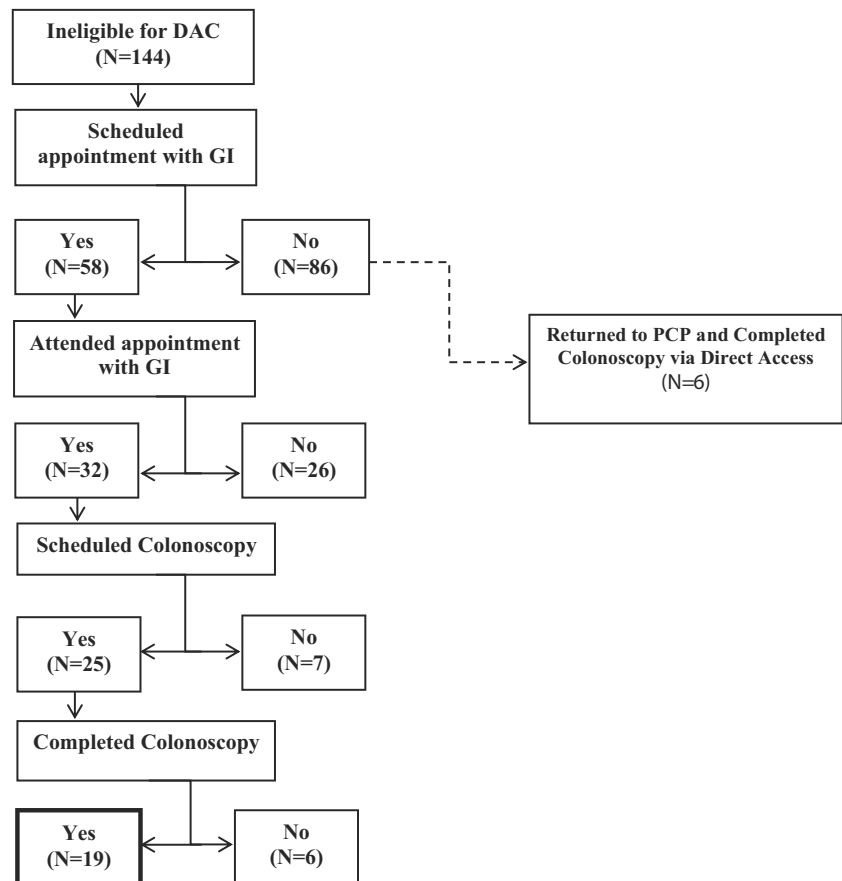 Ineligible for DAC
(N=144)
Scheduled
appointment with GI
Yes
(N=58)
No
(N=86)
Returned to PCP and Completed
Colonoscopy via Direct Access
(N=6)
Attended appointment
with GI
Yes
(N=32)
No
(N=26)
Scheduled Colonoscopy
Yes
(N=25)
No
(N=7)
Completed Colonoscopy
Yes
(N=19)
No
(N=6)